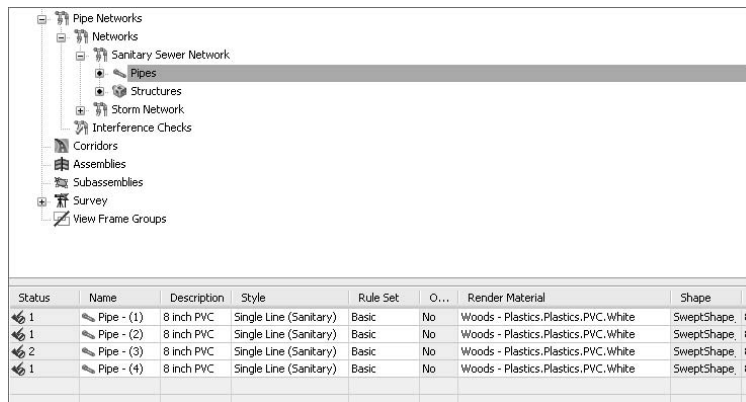 Pipe Networks
Networks
Sanitary Sewer Network
Pipes
Structures
Storm Network
Interference Checks
Corridors
Assemblies
Subassemblies
Survey
View Frame Groups
Status Name Description Style Rule Set O... Render Material Shape
1 Pipe - (1) 8 inch PVC Single Line (Sanitary) Basic No Woods - Plastics.Plastics.PVC.White SweptShape_
1 Pipe - (2) 8 inch PVC Single Line (Sanitary) Basic No Woods - Plastics.Plastics.PVC.White SweptShape_
2 Pipe - (3) 8 inch PVC Single Line (Sanitary) Basic No Woods - Plastics.Plastics.PVC.White SweptShape_
1 Pipe - (4) 8 inch PVC Single Line (Sanitary) Basic No Woods - Plastics.Plastics.PVC.White SweptShape_